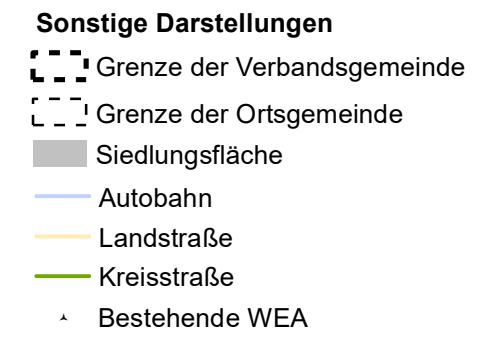 Sonstige Darstellungen
Grenze der Verbandsgemeinde
Grenze der Ortsgemeinde
Siedlungsfläche
Autobahn
Landstraße
Kreisstraße
Bestehende WEA